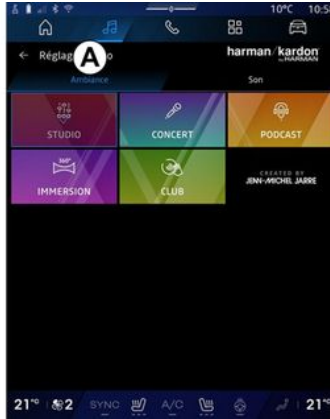 10°C 10:5
← Réglag A o
harman/kardon
by HARMAN
Ambiance Son
STUDIO CONCERT PODCAST
360°
IMMERSION CLUB
CREATED BY
JEAN-MICHEL JARRE
21°C 2 SYNC A/C 21°C